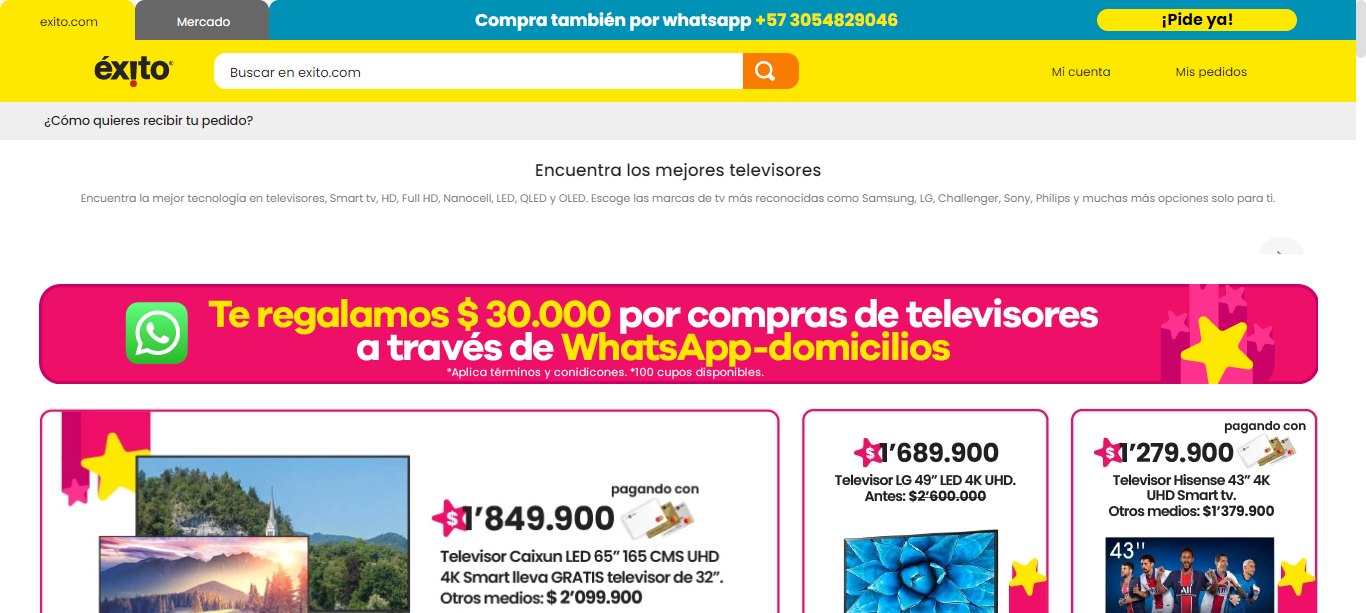 exito.com
Mercado
Compra también por whatsapp +57 3054829046
¡Pide ya!
éxito
Buscar en exito.com
Mi cuenta
Mis pedidos
¿Cómo quieres recibir tu pedido?
Encuentra los mejores televisores
Encuentra la mejor tecnología en televisores, Smart tv, HD, Full HD, Nanocell, LED, QLED y OLED. Escoge las marcas de tv más reconocidas como Samsung, LG, Challenger, Sony, Philips y muchas más opciones solo para ti.
Te regalamos $ 30.000 por compras de televisores
a través de WhatsApp-domicilios
*Aplica términos y conidicones. *100 cupos disponibles.
pagando con
$1’849.900
Televisor Caixun LED 65” 165 CMS UHD
4K Smart lleva GRATIS televisor de 32”.
Otros medios: $ 2’099.900
$1’689.900
Televisor LG 49” LED 4K UHD.
Antes: $2’600.000
pagando con
$1’279.900
Televisor Hisense 43” 4K
UHD Smart tv.
Otros medios: $1’379.900
43''